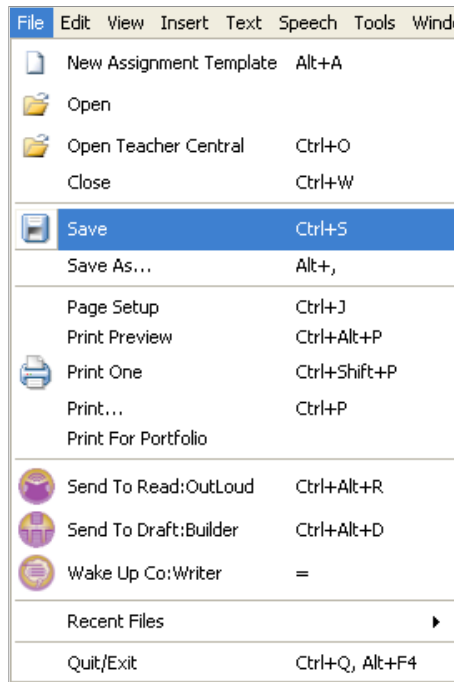 File Edit View Insert Text Speech Tools Wind
New Assignment Template Alt+A
Open
Open Teacher Central Ctrl+O
Close Ctrl+W
Save Ctrl+S
Save As... Alt+,
Page Setup Ctrl+J
Print Preview Ctrl+Alt+P
Print One Ctrl+Shift+P
Print... Ctrl+P
Print For Portfolio
Send To Read:OutLoud Ctrl+Alt+R
Send To Draft:Builder Ctrl+Alt+D
Wake Up Co:Writer =
Recent Files
Quit/Exit Ctrl+Q, Alt+F4